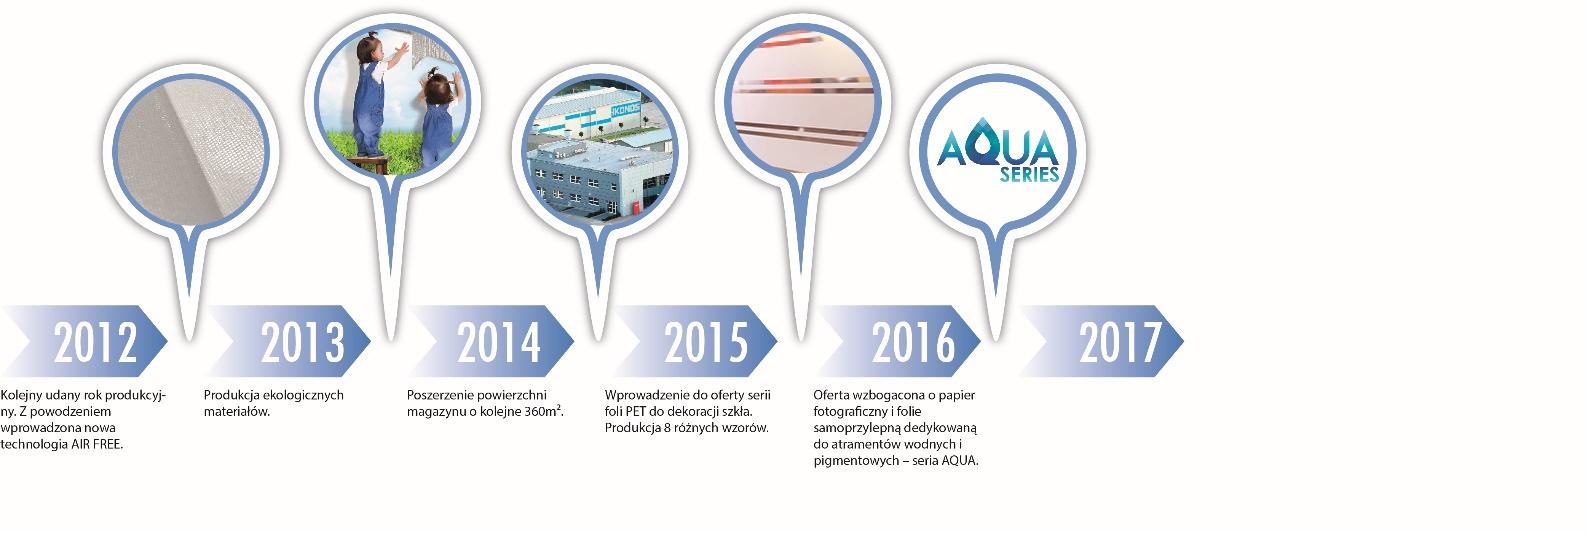 IKONOS
AQUA
SERIES
2012
2013
2014
2015
2016
2017
Kolejny udany rok produkcyj-
ny. Z powodzeniem
wprowadzona nowa
technologia AIR FREE.
Produkcja ekologicznych
materiałów.
Poszerzenie powierzchni
magazynu o kolejne 360m².
Wprowadzenie do oferty serii
foli PET do dekoracji szkła.
Produkcja 8 różnych wzorów.
Oferta wzbogacona o papier
fotograficzny i folie
samoprzylepną dedykowaną
do atramentów wodnych i
pigmentowych – seria AQUA.